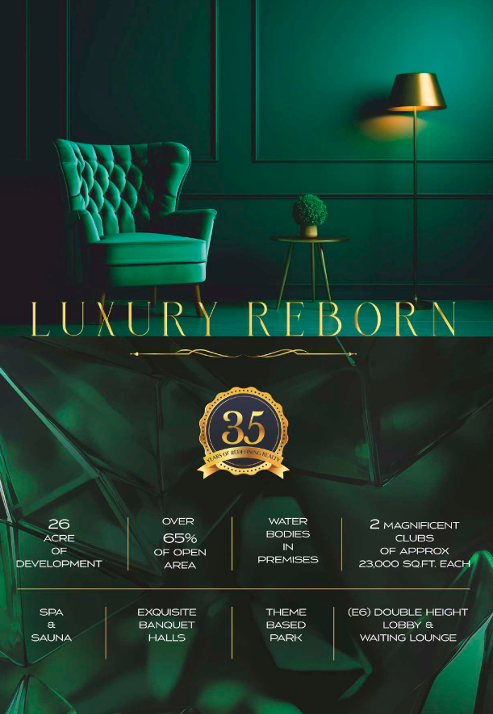 LUXURY REBORN
35
YEARS OF REDEFINING REALTY
26
ACRE
OF
DEVELOPMENT
OVER
65%
OF OPEN
AREA
WATER
BODIES
IN
PREMISES
2 MAGNIFICENT
CLUBS
OF APPROX
23,000 SQ.FT. EACH
SPA
&
SAUNA
EXQUISITE
BANQUET
HALLS
THEME
BASED
PARK
(E6) DOUBLE HEIGHT
LOBBY &
WAITING LOUNGE